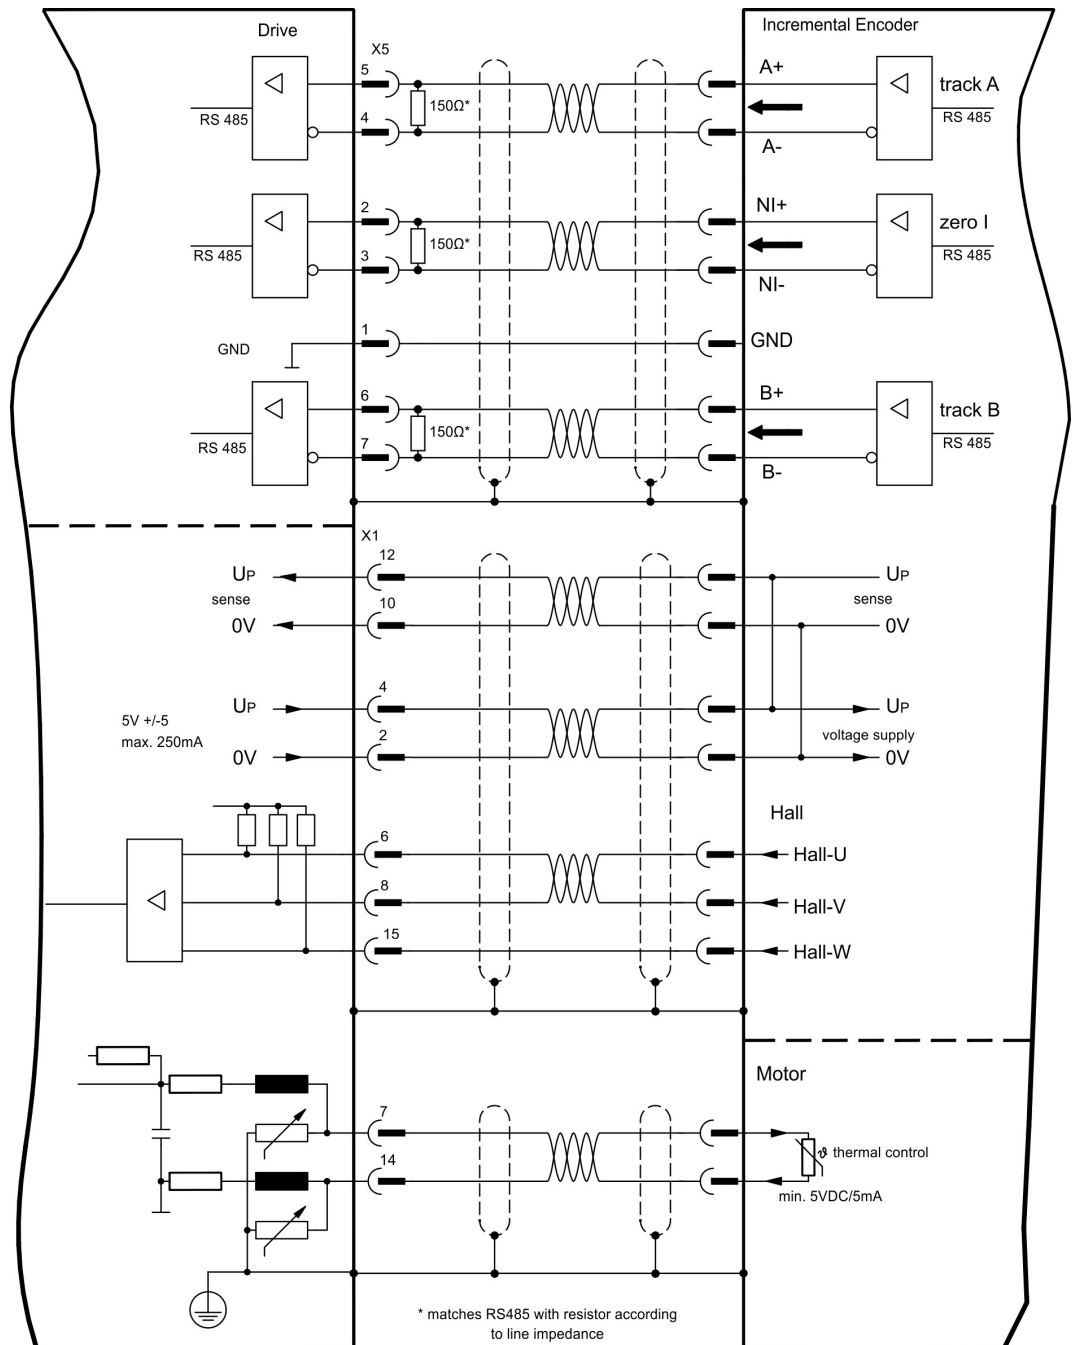 Drive
Incremental Encoder
X5
5
A+
track A
150Ω*
RS 485
RS 485
4
A-
2
NI+
zero I
150Ω*
RS 485
RS 485
3
NI-
1
GND
GND
6
B+
track B
150Ω*
RS 485
RS 485
7
B-
X1
12
UP
UP
sense
10
sense
0V
0V
4
UP
UP
5V +/-5
max. 250mA
2
voltage supply
0V
0V
Hall
6
Hall-U
8
Hall-V
15
Hall-W
Motor
7
ϑ thermal control
14
min. 5VDC/5mA
* matches RS485 with resistor according
to line impedance